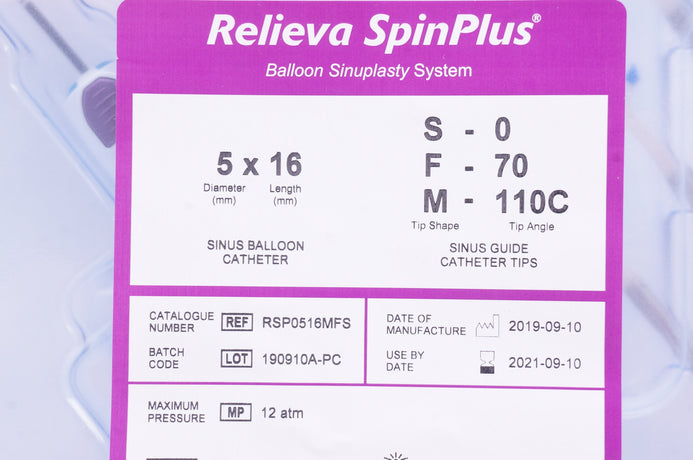 Relieva SpinPlus®
Balloon Sinuplasty System
5 x 16
Diameter (mm) Length (mm)
SINUS BALLOON
CATHETER
S - 0
F - 70
M - 110C
Tip Shape Tip Angle
SINUS GUIDE
CATHETER TIPS
CATALOGUE
NUMBER REF RSP0516MFS
BATCH
CODE LOT 190910A-PC
DATE OF
MANUFACTURE 2019-09-10
USE BY
DATE 2021-09-10
MAXIMUM
PRESSURE MP 12 atm